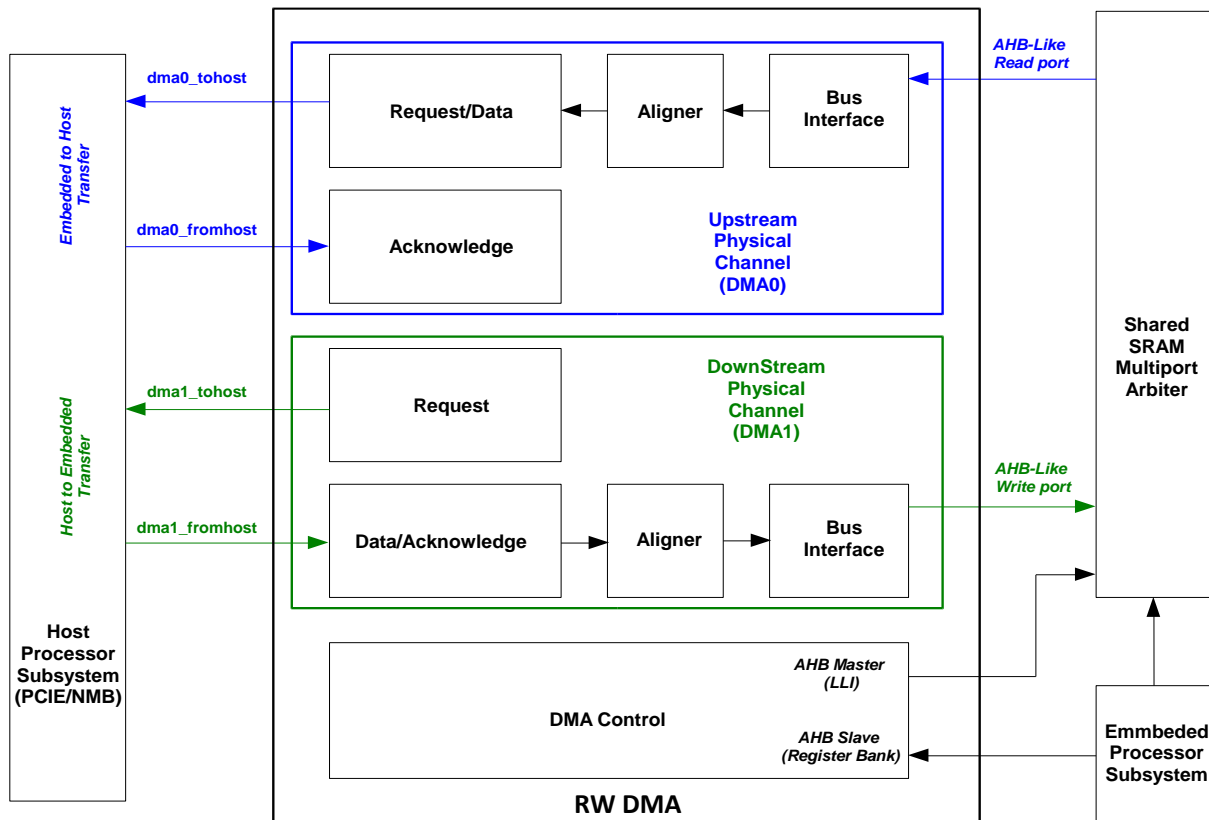 AHB-Like
Read port
dma0_tohost
Request/Data
Aligner
Bus
Interface
Embedded to Host
Transfer
dma0_fromhost
Acknowledge
Upstream
Physical
Channel
(DMA0)
Shared
SRAM
Multiport
Arbiter
dma1_tohost
Request
DownStream
Physical
Channel
(DMA1)
Host to Embedded
Transfer
AHB-Like
Write port
dma1_fromhost
Data/Acknowledge
Aligner
Bus
Interface
Host
Processor
Subsystem
(PCIE/NMB)
AHB Master
(LLI)
DMA Control
AHB Slave
(Register Bank)
Emmbeded
Processor
Subsystem
RW DMA